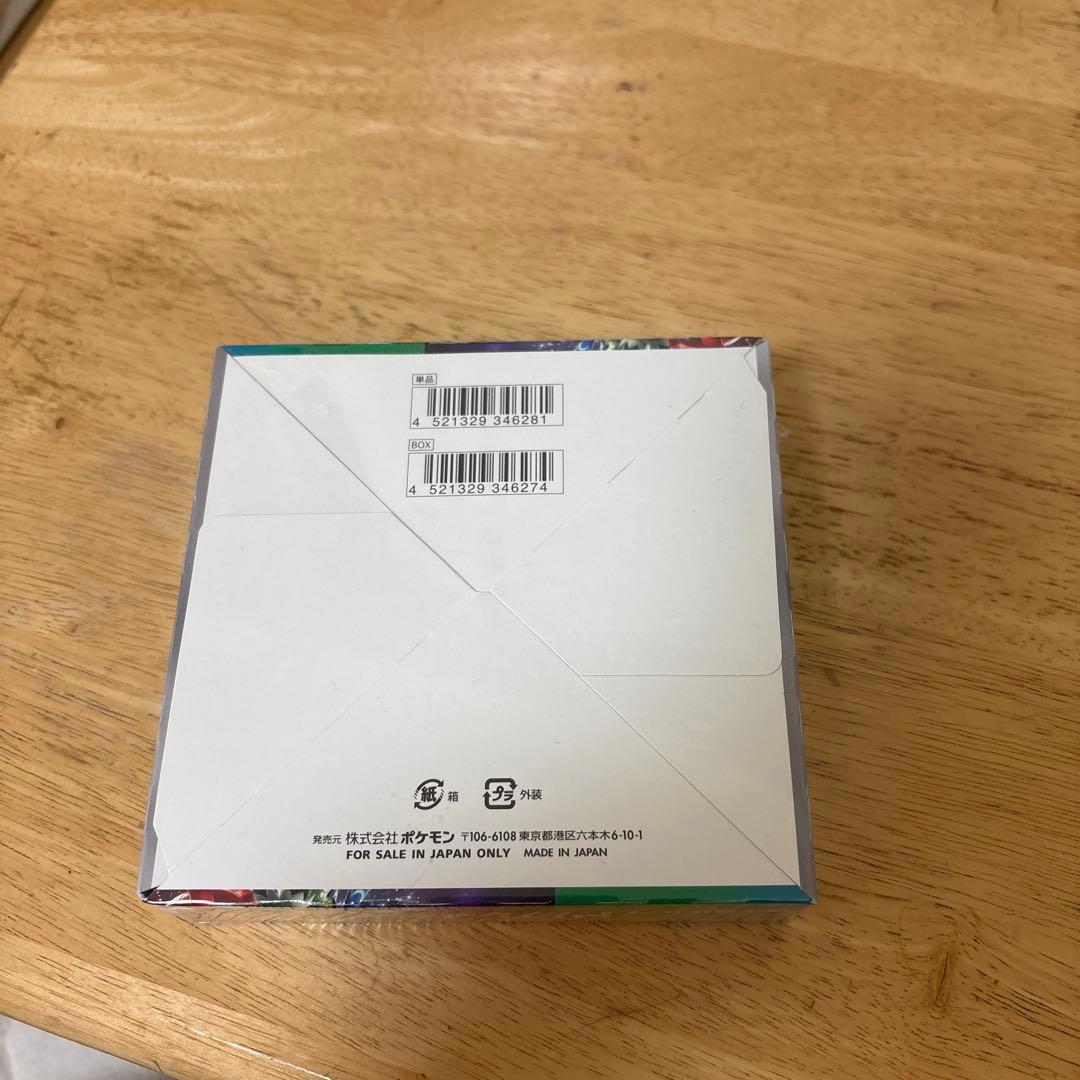 単品
4 521329 346281
BOX
4 521329 346274
紙 箱 プラ 外装
発売元 株式会社 ポケモン 〒106-6108 東京都港区六本木6-10-1
FOR SALE IN JAPAN ONLY MADE IN JAPAN